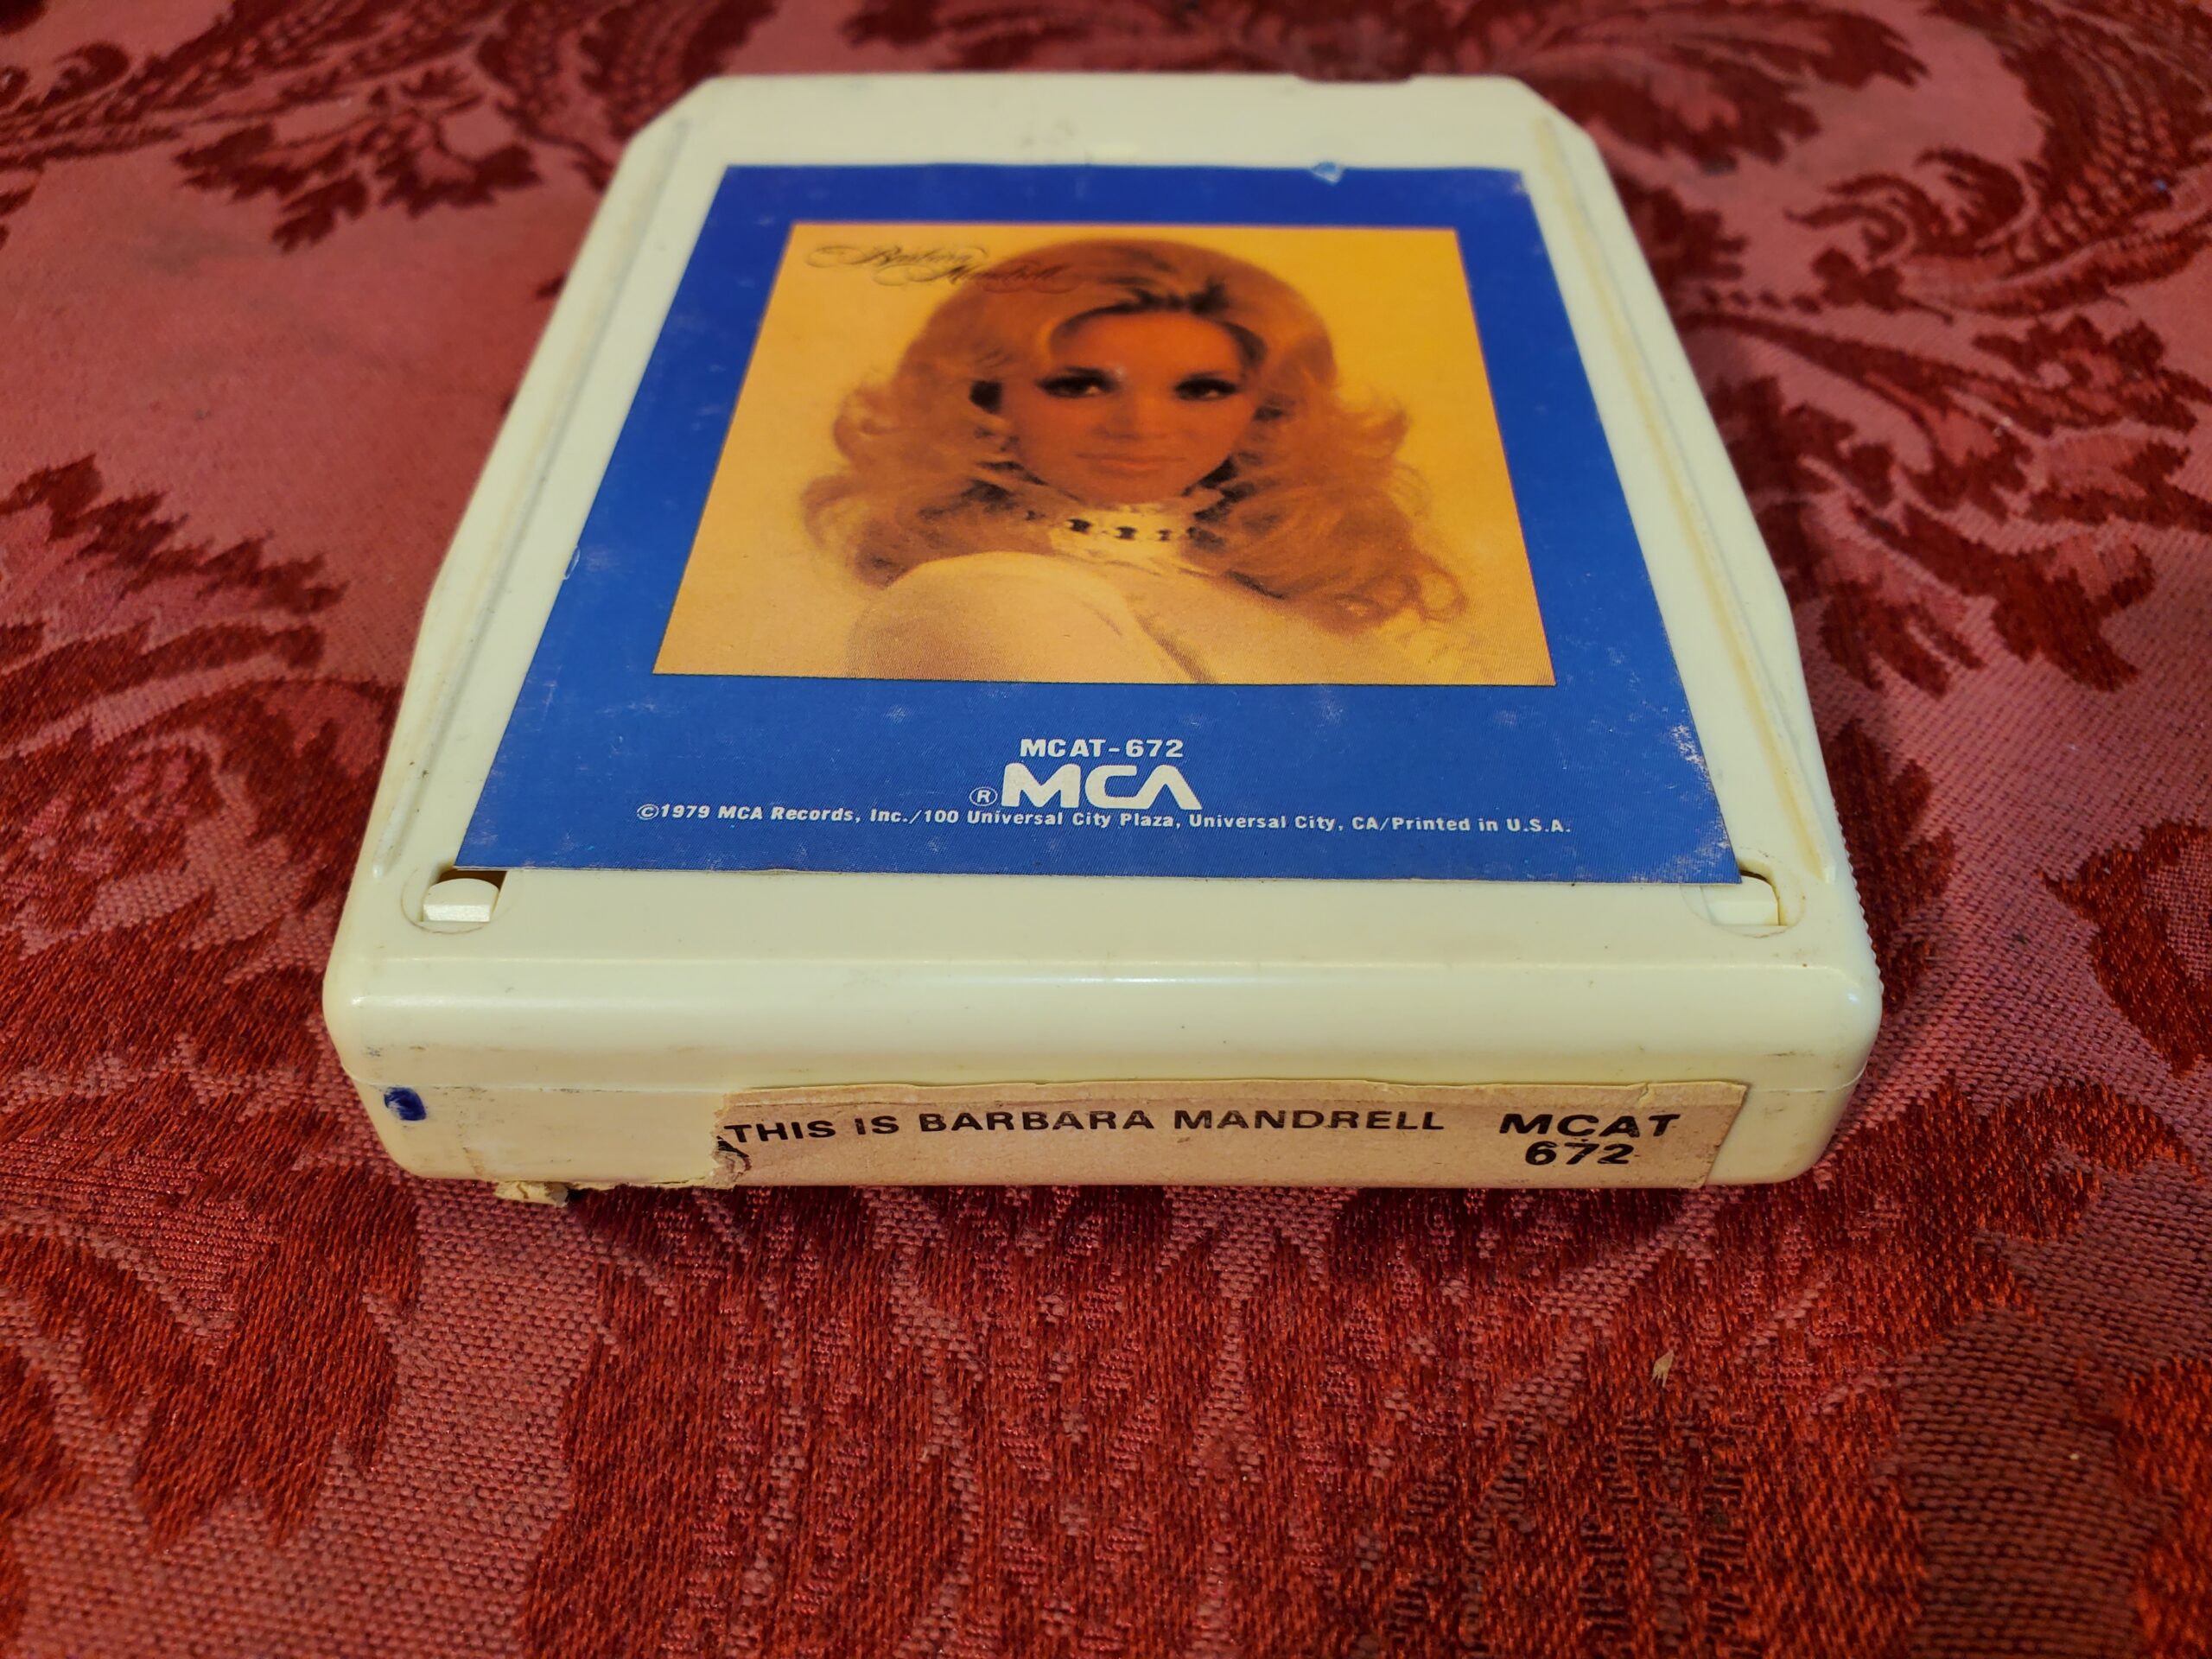 Barbara
Mandrell
MCAT-672
®MCA
©1979 MCA Records, Inc./100 Universal City Plaza, Universal City, CA/Printed in U.S.A.
THIS IS BARBARA MANDRELL MCAT
672